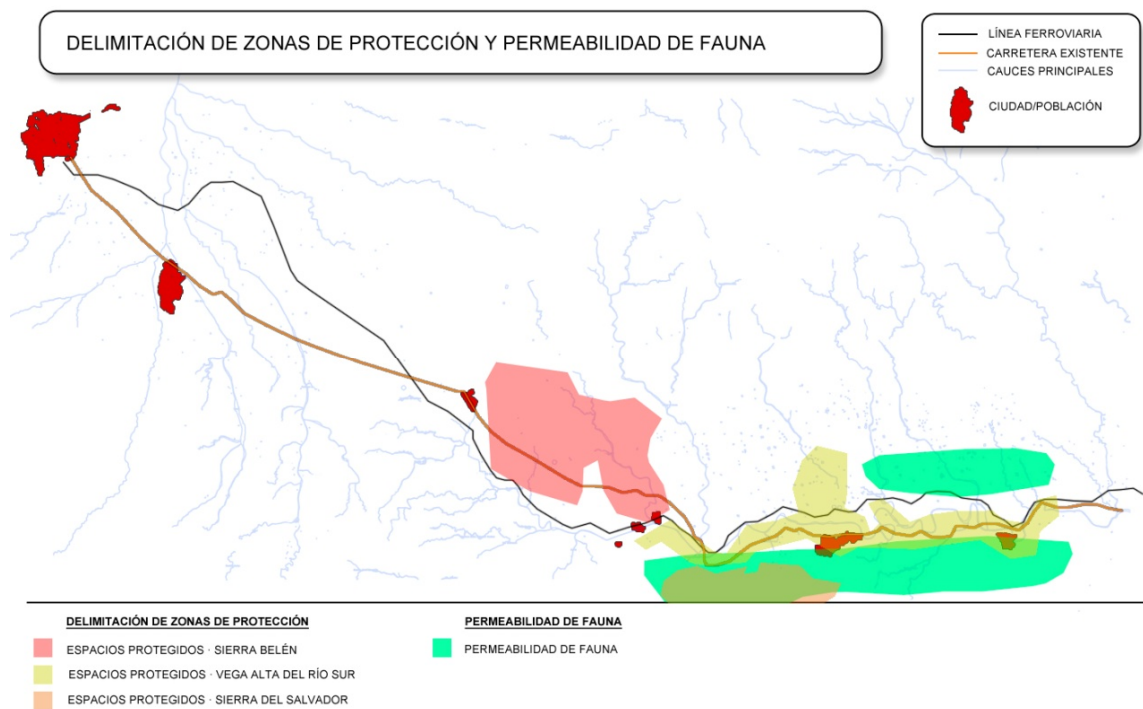 DELIMITACIÓN DE ZONAS DE PROTECCIÓN Y PERMEABILIDAD DE FAUNA
LÍNEA FERROVIARIA
CARRETERA EXISTENTE
CAUCES PRINCIPALES
CIUDAD/POBLACIÓN
DELIMITACIÓN DE ZONAS DE PROTECCIÓN
ESPACIOS PROTEGIDOS · SIERRA BELÉN
ESPACIOS PROTEGIDOS · VEGA ALTA DEL RÍO SUR
ESPACIOS PROTEGIDOS · SIERRA DEL SALVADOR
PERMEABILIDAD DE FAUNA
PERMEABILIDAD DE FAUNA